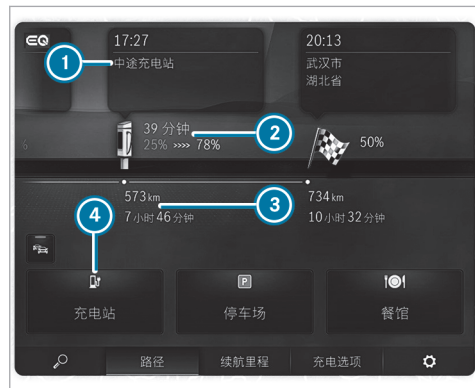 EQ
17:27
中途充电站
20:13
武汉市
湖北省
1
39 分钟
25% »»» 78%
2
50%
573 km
7小时 46 分钟
3
734 km
10小时 32 分钟
4
充电站
P
停车场
餐馆
路径
续航里程
充电选项